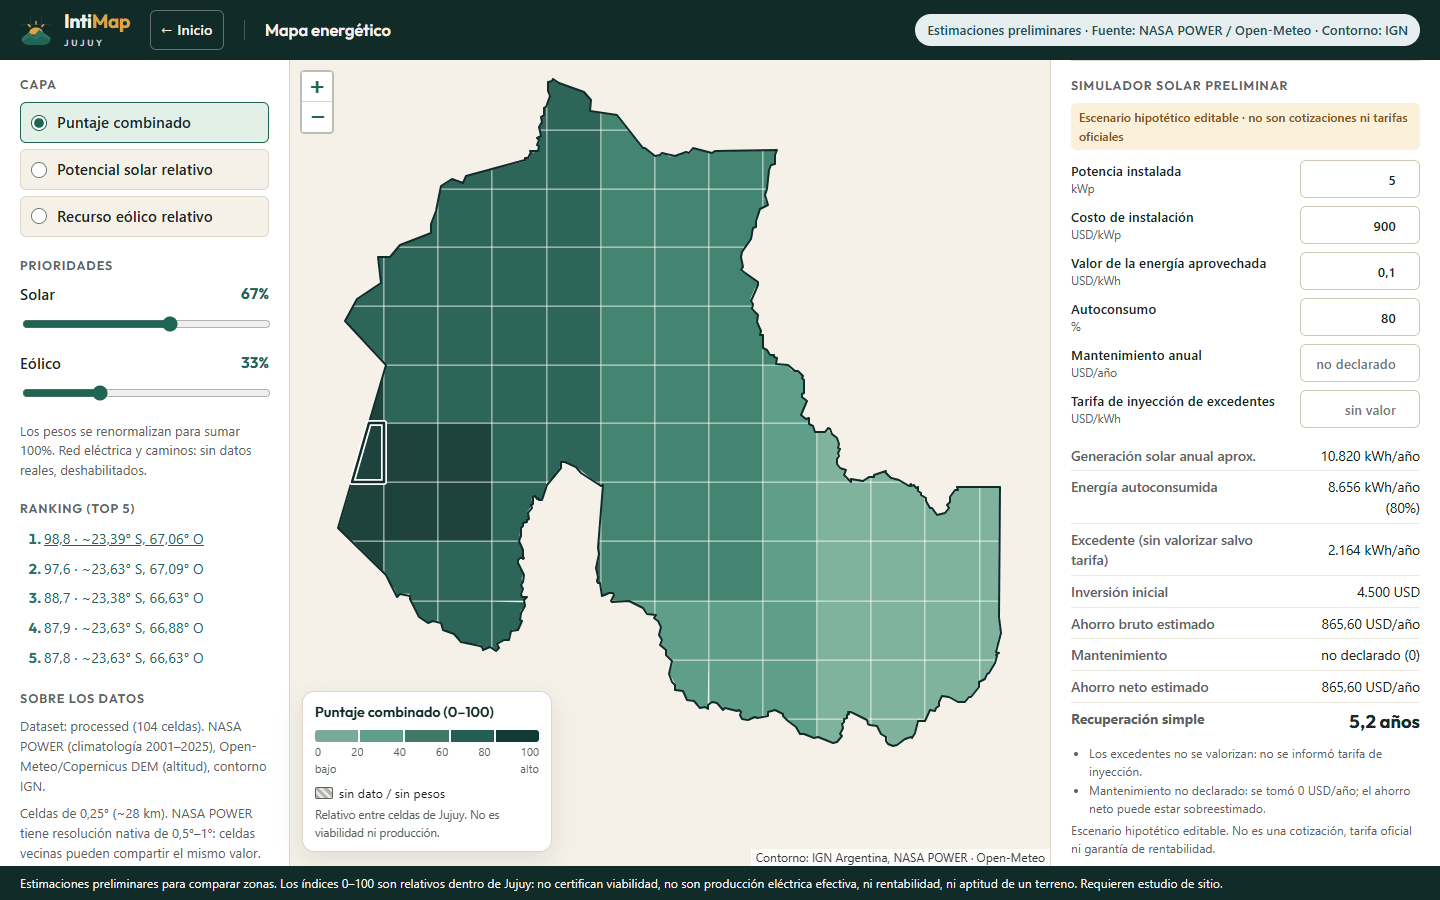 IntiMap
JUJUY
← Inicio
Mapa energético
Estimaciones preliminares · Fuente: NASA POWER / Open-Meteo · Contorno: IGN
CAPA
Puntaje combinado
Potencial solar relativo
Recurso eólico relativo
PRIORIDADES
Solar 67%
Eólico 33%
Los pesos se renormalizan para sumar
100%. Red eléctrica y caminos: sin datos
reales, deshabilitados.
RANKING (TOP 5)
1. 98,8 · ~23,39° S, 67,06° O
2. 97,6 · ~23,63° S, 67,09° O
3. 88,7 · ~23,38° S, 66,63° O
4. 87,9 · ~23,63° S, 66,88° O
5. 87,8 · ~23,63° S, 66,63° O
SOBRE LOS DATOS
Dataset: processed (104 celdas). NASA
POWER (climatología 2001–2025), Open-
Meteo/Copernicus DEM (altitud), contorno
IGN.
Celdas de 0,25° (~28 km). NASA POWER
tiene resolución nativa de 0,5°–1°: celdas
vecinas pueden compartir el mismo valor.
+
−
Puntaje combinado (0–100)
0 20 40 60 80 100
bajo alto
sin dato / sin pesos
Relativo entre celdas de Jujuy. No es
viabilidad ni producción.
Contorno: IGN Argentina, NASA POWER · Open-Meteo
SIMULADOR SOLAR PRELIMINAR
Escenario hipotético editable · no son cotizaciones ni tarifas
oficiales
Potencia instalada
kWp
5
Costo de instalación
USD/kWp
900
Valor de la energía aprovechada
USD/kWh
0,1
Autoconsumo
%
80
Mantenimiento anual
USD/año
no declarado
Tarifa de inyección de excedentes
USD/kWh
sin valor
Generación solar anual aprox. 10.820 kWh/año
Energía autoconsumida 8.656 kWh/año
(80%)
Excedente (sin valorizar salvo
tarifa) 2.164 kWh/año
Inversión inicial 4.500 USD
Ahorro bruto estimado 865,60 USD/año
Mantenimiento no declarado (0)
Ahorro neto estimado 865,60 USD/año
Recuperación simple 5,2 años
• Los excedentes no se valorizan: no se informó tarifa de
inyección.
• Mantenimiento no declarado: se tomó 0 USD/año; el ahorro
neto puede estar sobreestimado.
Escenario hipotético editable. No es una cotización, tarifa oficial
ni garantía de rentabilidad.
Estimaciones preliminares para comparar zonas. Los índices 0–100 son relativos dentro de Jujuy: no certifican viabilidad, no son producción eléctrica efectiva, ni rentabilidad, ni aptitud de un terreno. Requieren estudio de sitio.